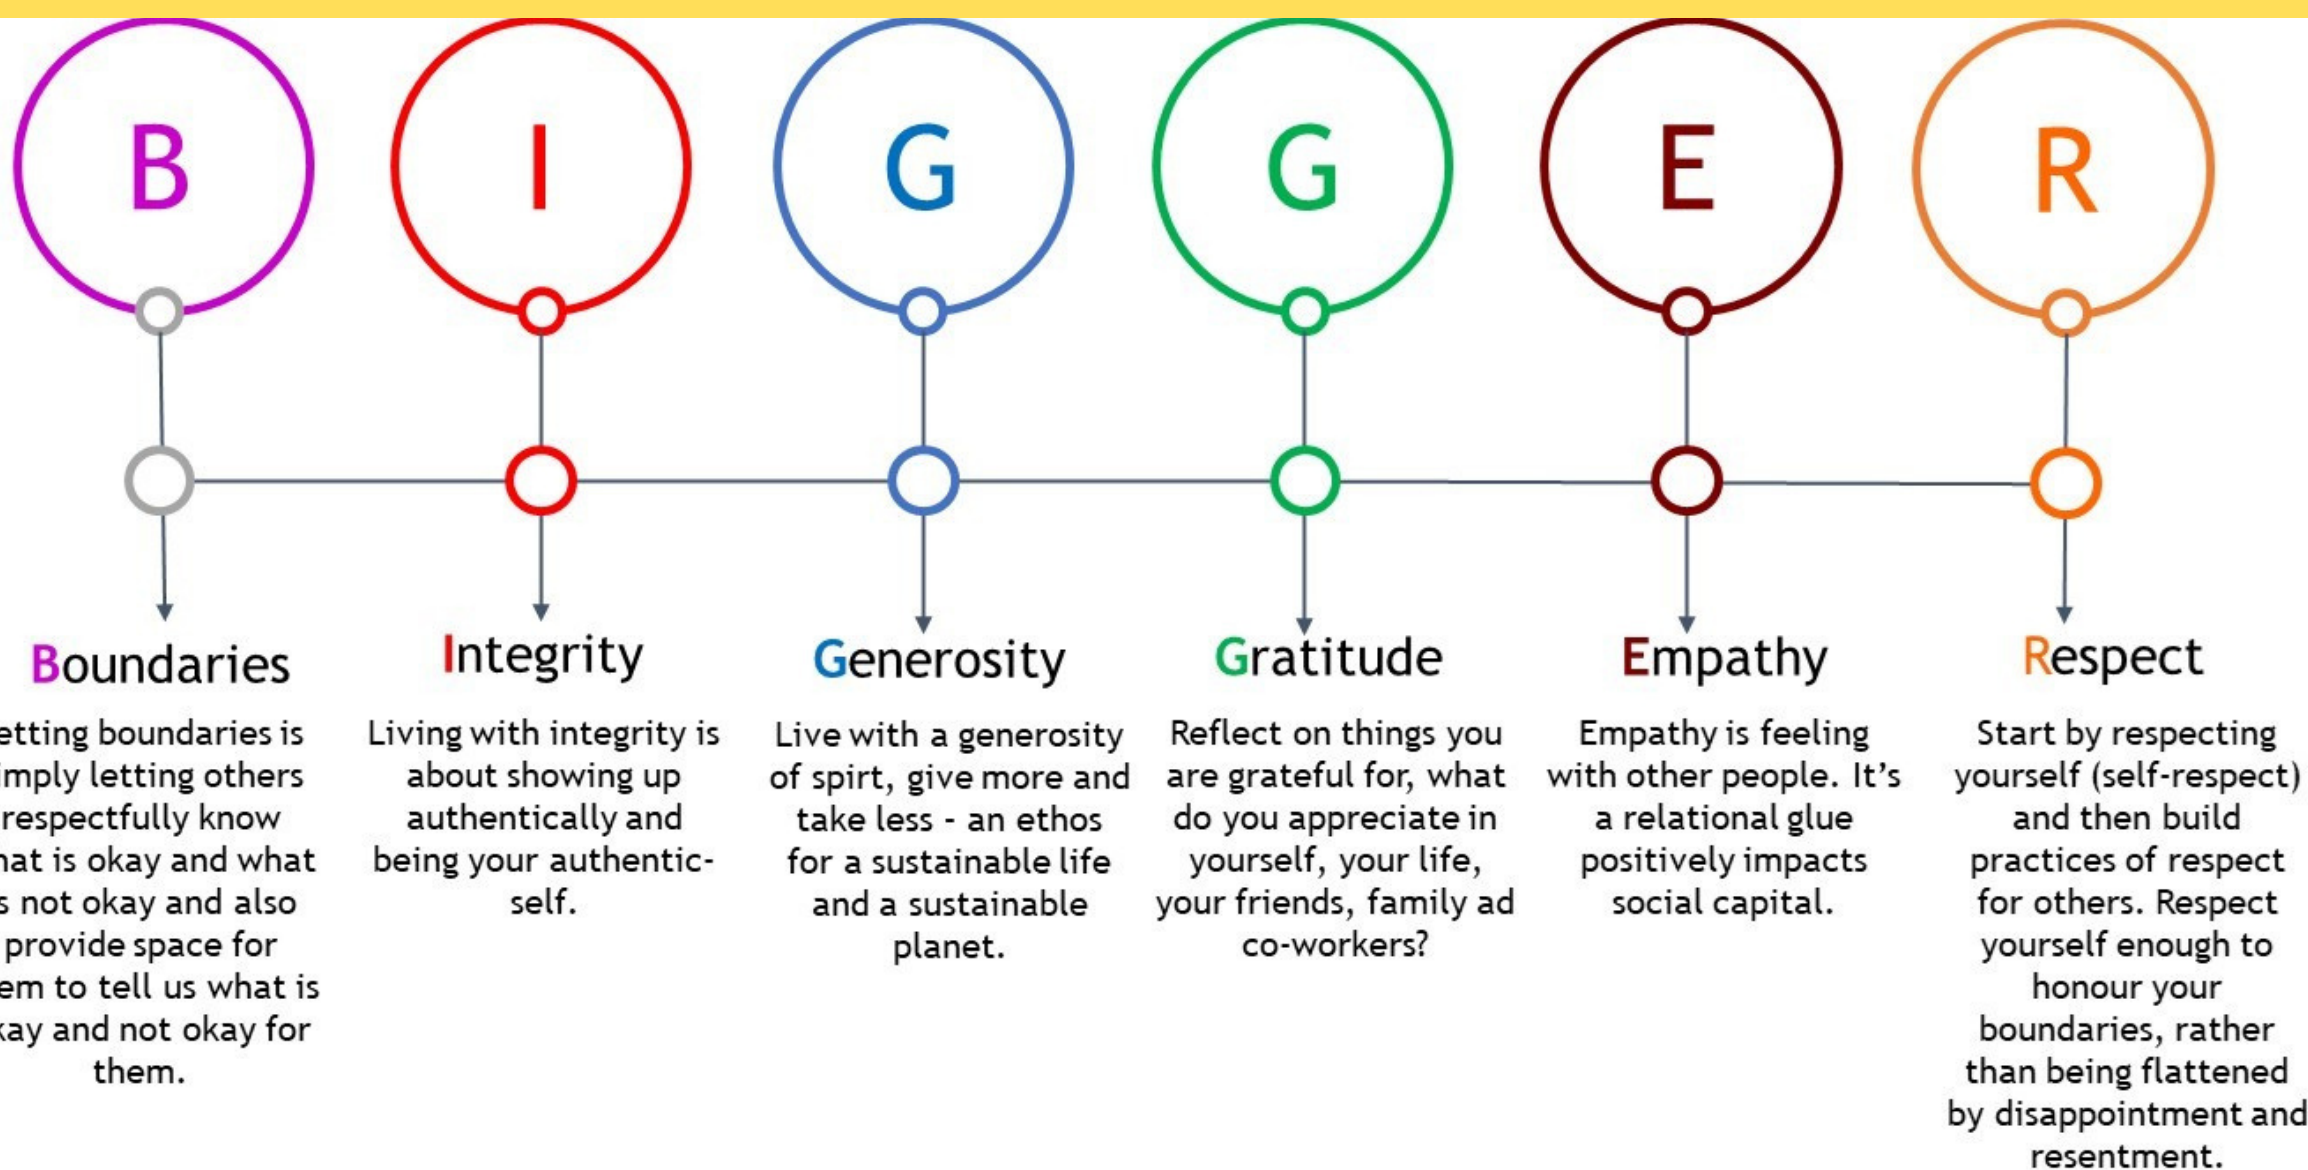 B
I
G
G
E
R
Boundaries
etting boundaries is
imply letting others
respectfully know
hat is okay and what
s not okay and also
provide space for
em to tell us what is
kay and not okay for
them.
Integrity
Living with integrity is
about showing up
authentically and
being your authentic-
self.
Generosity
Live with a generosity
of spirt, give more and
take less - an ethos
for a sustainable life
and a sustainable
planet.
Gratitude
Reflect on things you
are grateful for, what
do you appreciate in
yourself, your life,
your friends, family ad
co-workers?
Empathy
Empathy is feeling
with other people. It’s
a relational glue
positively impacts
social capital.
Respect
Start by respecting
yourself (self-respect)
and then build
practices of respect
for others. Respect
yourself enough to
honour your
boundaries, rather
than being flattened
by disappointment and
resentment.